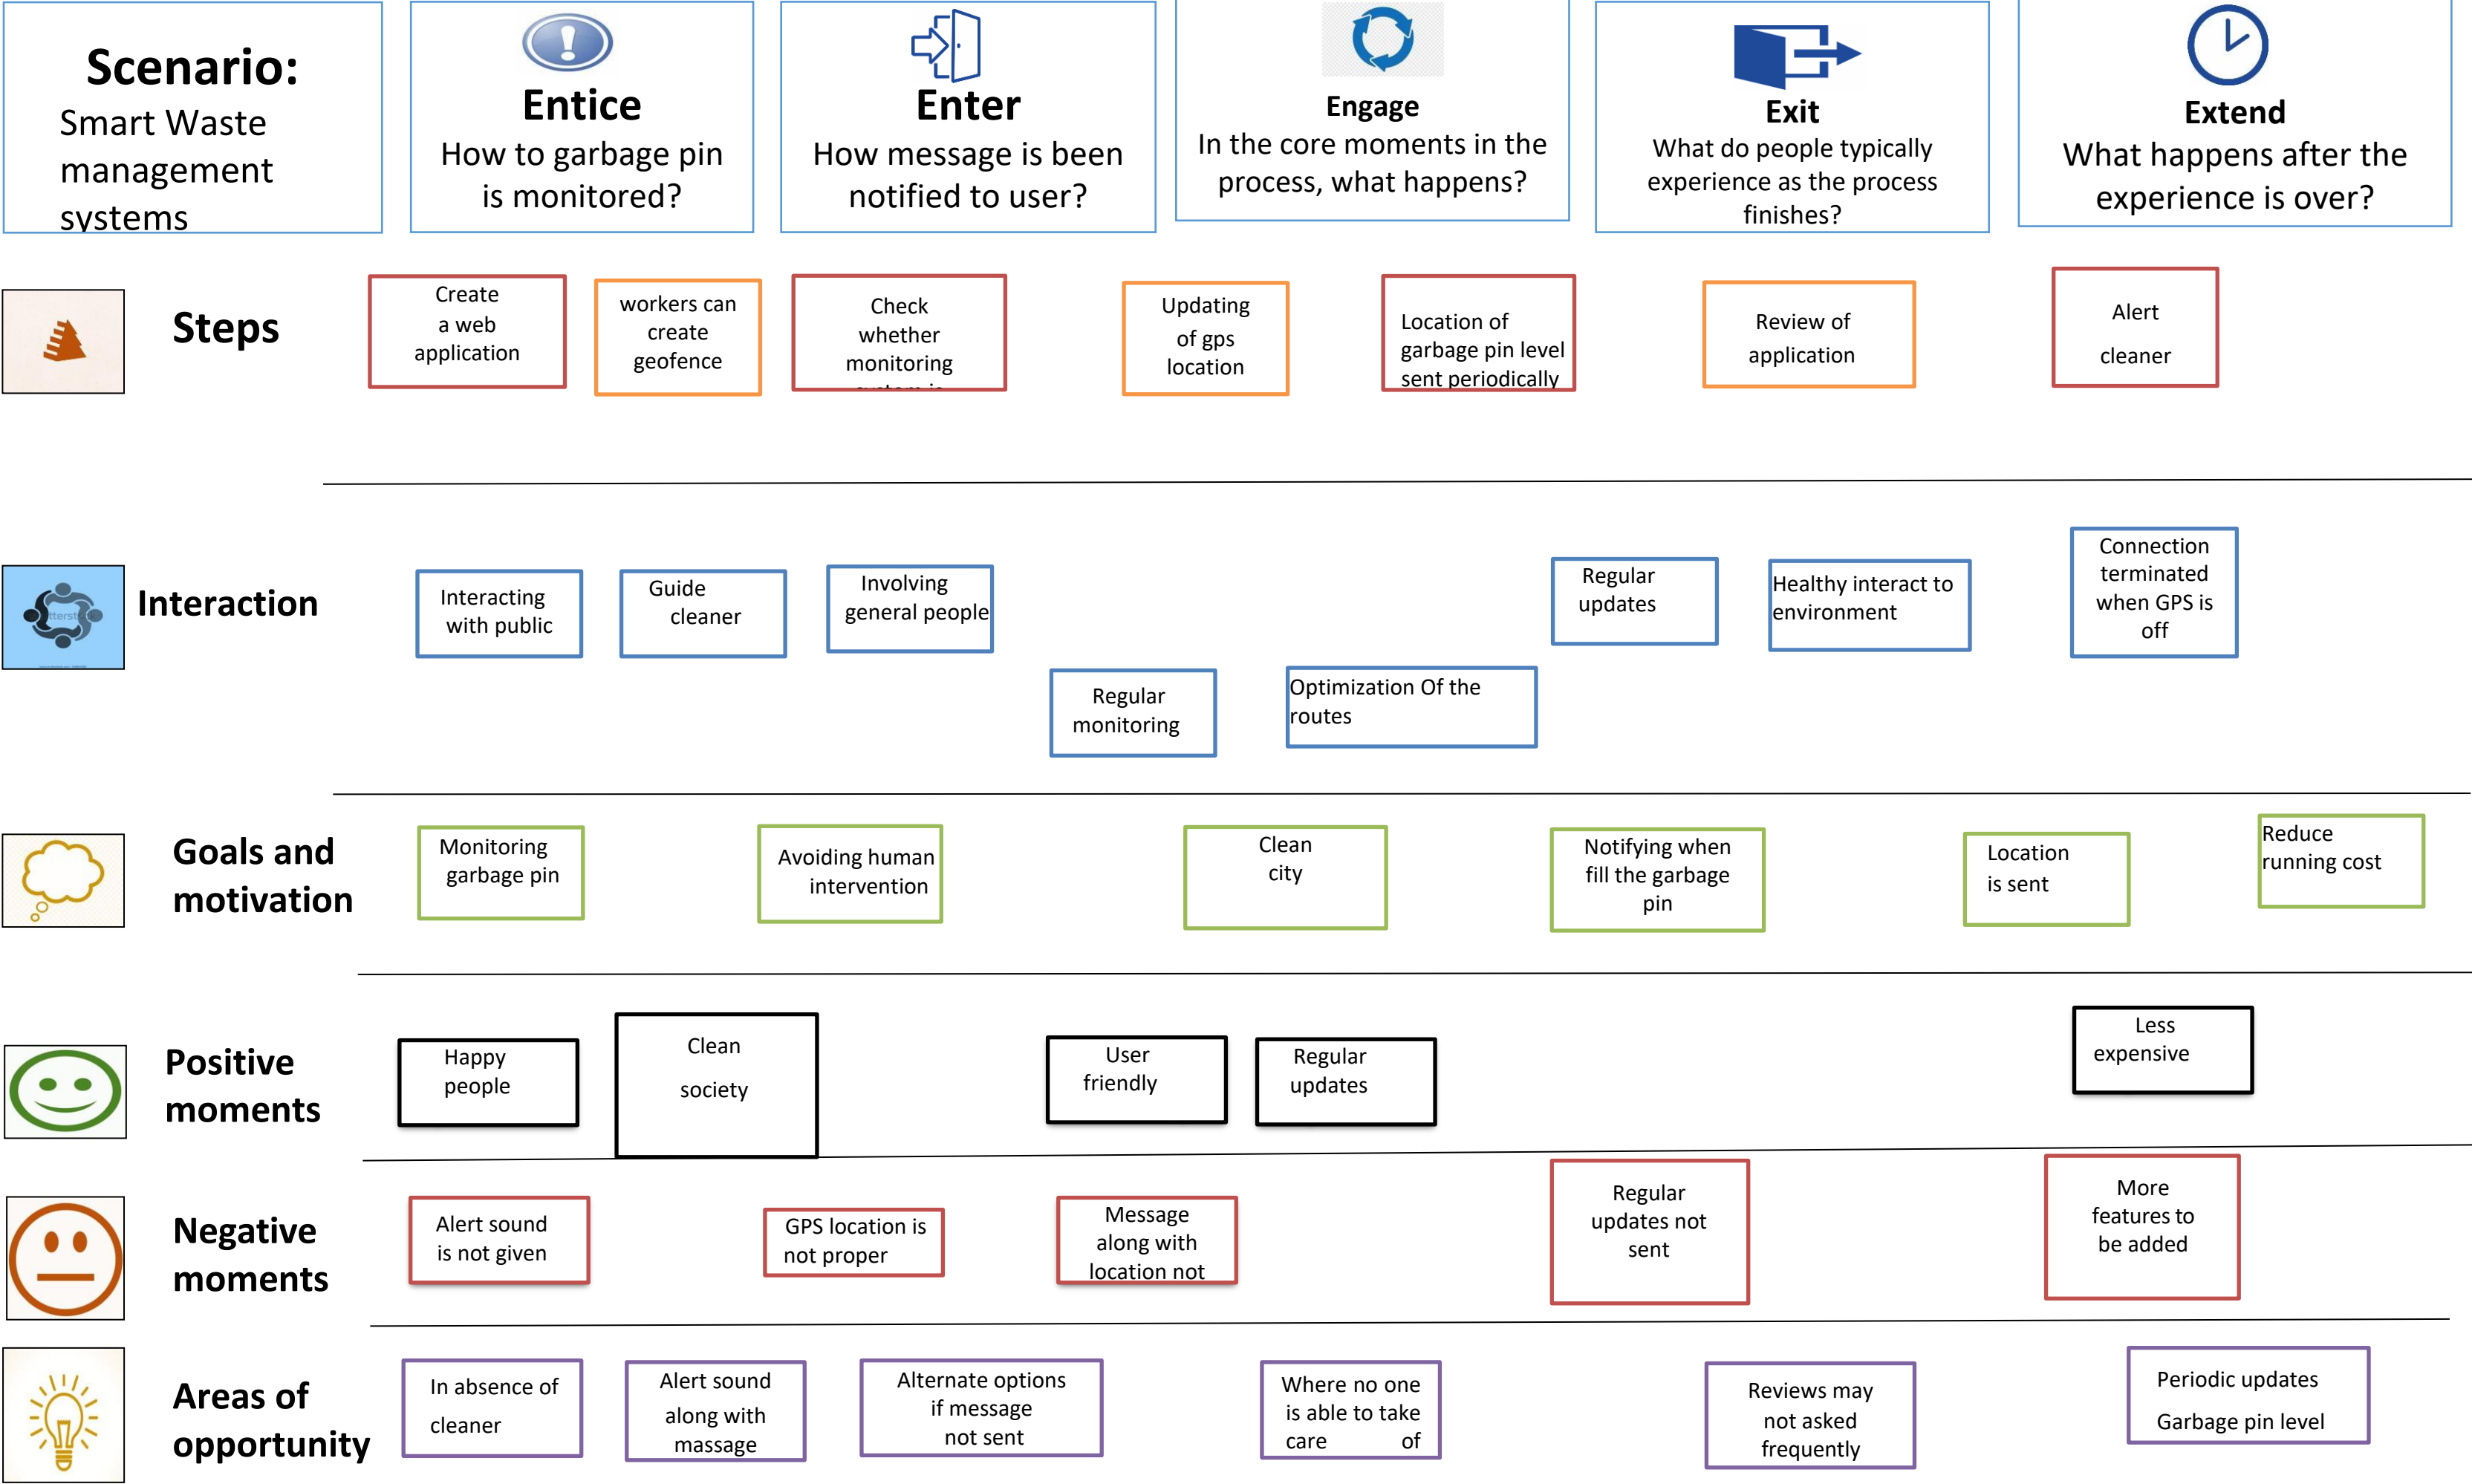 Scenario:
Smart Waste
management
systems
Entice
How to garbage pin
is monitored?
Enter
How message is been
notified to user?
Engage
In the core moments in the
process, what happens?
Exit
What do people typically
experience as the process
finishes?
Extend
What happens after the
experience is over?
Steps
Create
a web
application
workers can
create
geofence
Check
whether
monitoring
system is
Updating
of gps
location
Location of
garbage pin level
sent periodically
Review of
application
Alert
cleaner
Interaction
Interacting
with public
Guide
cleaner
Involving
general people
Regular
monitoring
Optimization Of the
routes
Regular
updates
Healthy interact to
environment
Connection
terminated
when GPS is
off
Goals and
motivation
Monitoring
garbage pin
Avoiding human
intervention
Clean
city
Notifying when
fill the garbage
pin
Location
is sent
Reduce
running cost
Positive
moments
Happy
people
Clean
society
User
friendly
Regular
updates
Less
expensive
Negative
moments
Alert sound
is not given
GPS location is
not proper
Message
along with
location not
Regular
updates not
sent
More
features to
be added
Areas of
opportunity
In absence of
cleaner
Alert sound
along with
massage
Alternate options
if message
not sent
Where no one
is able to take
care of
Reviews may
not asked
frequently
Periodic updates
Garbage pin level